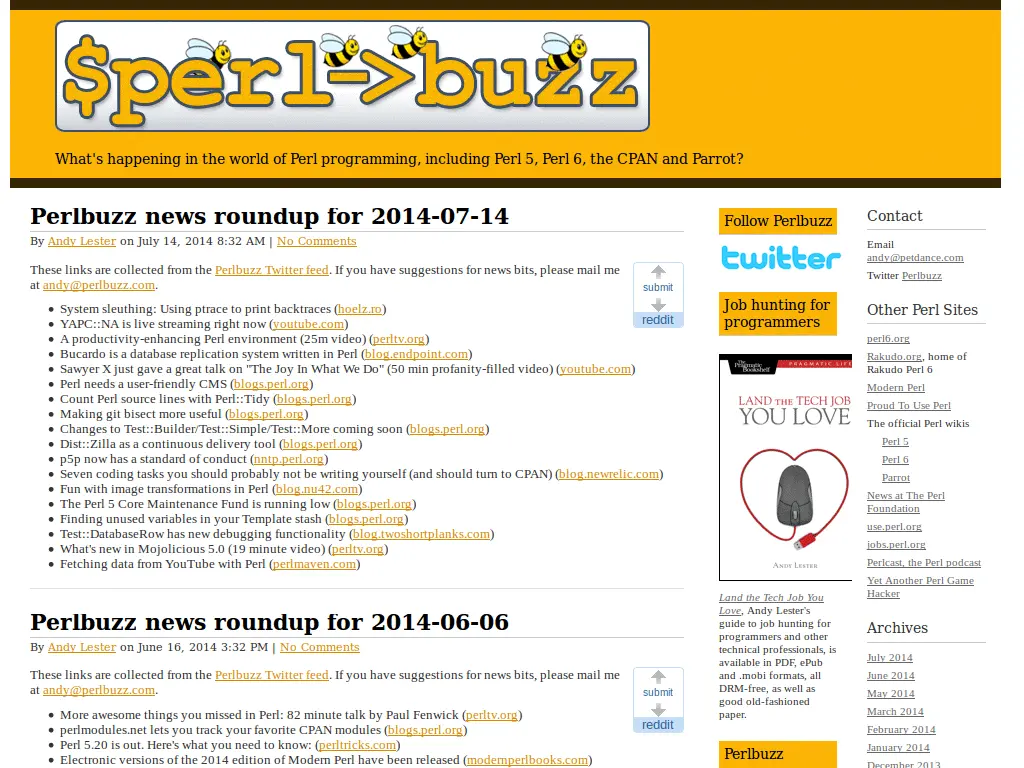 $perl->buzz
What's happening in the world of Perl programming, including Perl 5, Perl 6, the CPAN and Parrot?
Perlbuzz news roundup for 2014-07-14
By Andy Lester on July 14, 2014 8:32 AM | No Comments
These links are collected from the Perlbuzz Twitter feed. If you have suggestions for news bits, please mail me
at andy@perlbuzz.com.
submit
reddit
System sleuthing: Using ptrace to print backtraces (hoelz.ro)
YAPC::NA is live streaming right now (youtube.com)
A productivity-enhancing Perl environment (25m video) (perltv.org)
Bucardo is a database replication system written in Perl (blog.endpoint.com)
Sawyer X just gave a great talk on "The Joy In What We Do" (50 min profanity-filled video) (youtube.com)
Perl needs a user-friendly CMS (blogs.perl.org)
Count Perl source lines with Perl::Tidy (blogs.perl.org)
Making git bisect more useful (blogs.perl.org)
Changes to Test::Builder/Test::Simple/Test::More coming soon (blogs.perl.org)
Dist::Zilla as a continuous delivery tool (blogs.perl.org)
p5p now has a standard of conduct (nntp.perl.org)
Seven coding tasks you should probably not be writing yourself (and should turn to CPAN) (blog.newrelic.com)
Fun with image transformations in Perl (blog.nu42.com)
The Perl 5 Core Maintenance Fund is running low (blogs.perl.org)
Finding unused variables in your Template stash (blogs.perl.org)
Test::DatabaseRow has new debugging functionality (blog.twoshortplanks.com)
What's new in Mojolicious 5.0 (19 minute video) (perltv.org)
Fetching data from YouTube with Perl (perlmaven.com)
Perlbuzz news roundup for 2014-06-06
By Andy Lester on June 16, 2014 3:32 PM | No Comments
These links are collected from the Perlbuzz Twitter feed. If you have suggestions for news bits, please mail me
at andy@perlbuzz.com.
submit
reddit
More awesome things you missed in Perl: 82 minute talk by Paul Fenwick (perltv.org)
perlmodules.net lets you track your favorite CPAN modules (blogs.perl.org)
Perl 5.20 is out. Here's what you need to know: (perltricks.com)
Electronic versions of the 2014 edition of Modern Perl have been released (modernperlbooks.com)
Follow Perlbuzz
twitter
Job hunting for
programmers
The Pragmatic
Bookshelf
PRAGMATIC LIFE
LAND THE TECH JOB
YOU LOVE
ANDY LESTER
Land the Tech Job You
Love, Andy Lester's
guide to job hunting for
programmers and other
technical professionals, is
available in PDF, ePub
and .mobi formats, all
DRM-free, as well as
good old-fashioned
paper.
Perlbuzz
Contact
Email
andy@petdance.com
Twitter Perlbuzz
Other Perl Sites
perl6.org
Rakudo.org, home of
Rakudo Perl 6
Modern Perl
Proud To Use Perl
The official Perl wikis
Perl 5
Perl 6
Parrot
News at The Perl
Foundation
use.perl.org
jobs.perl.org
Perlcast, the Perl podcast
Yet Another Perl Game
Hacker
Archives
July 2014
June 2014
May 2014
March 2014
February 2014
January 2014
December 2013